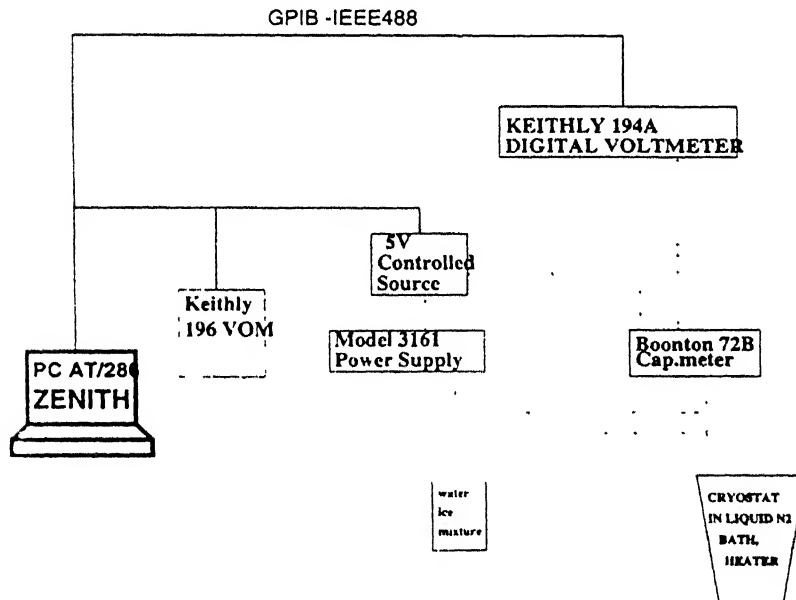 GPIB -IEEE488
KEITHLY 194A
DIGITAL VOLTMETER
5V
Controlled
Source
Keithly
196 VOM
Model 3161
Power Supply
Boonton 72B
Cap.meter
PC AT/286
ZENITH
water
ice
mixture
CRYOSTAT
IN LIQUID N2
BATH,
HEATER